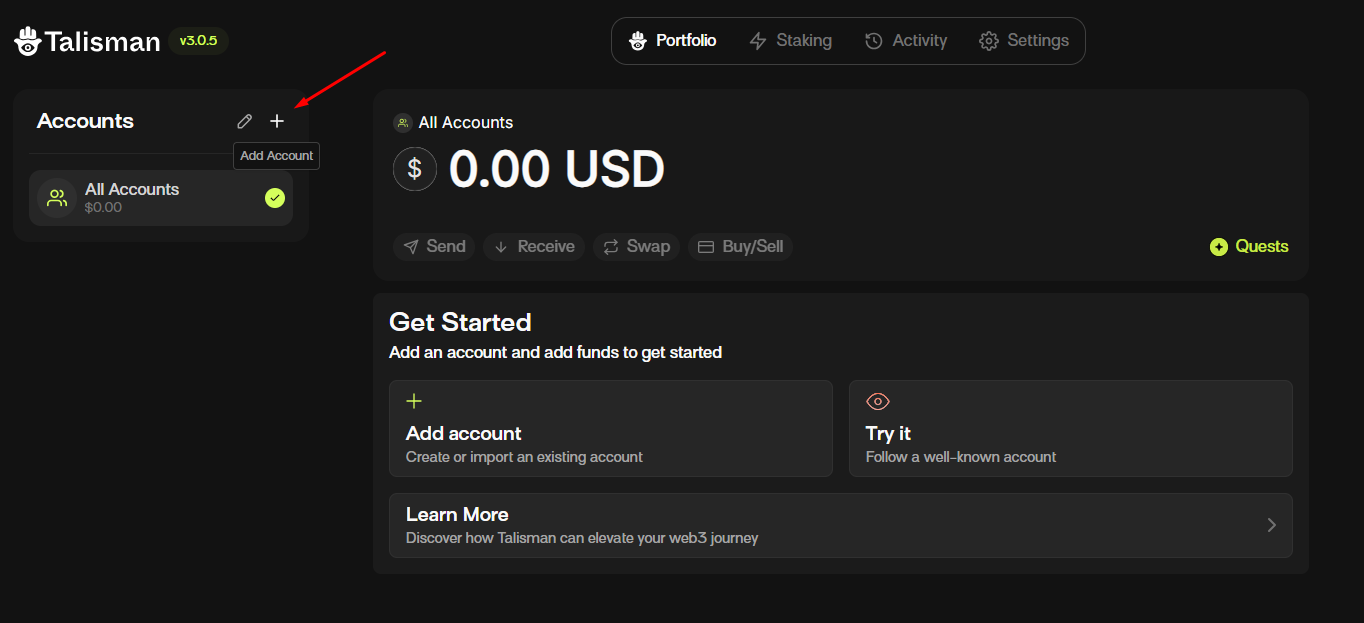 Talisman v3.0.5
Portfolio Staking Activity Settings
Accounts
Add Account
All Accounts
$0.00
All Accounts
$ 0.00 USD
Send Receive Swap Buy/Sell Quests
Get Started
Add an account and add funds to get started
Add account
Create or import an existing account
Try it
Follow a well-known account
Learn More
Discover how Talisman can elevate your web3 journey